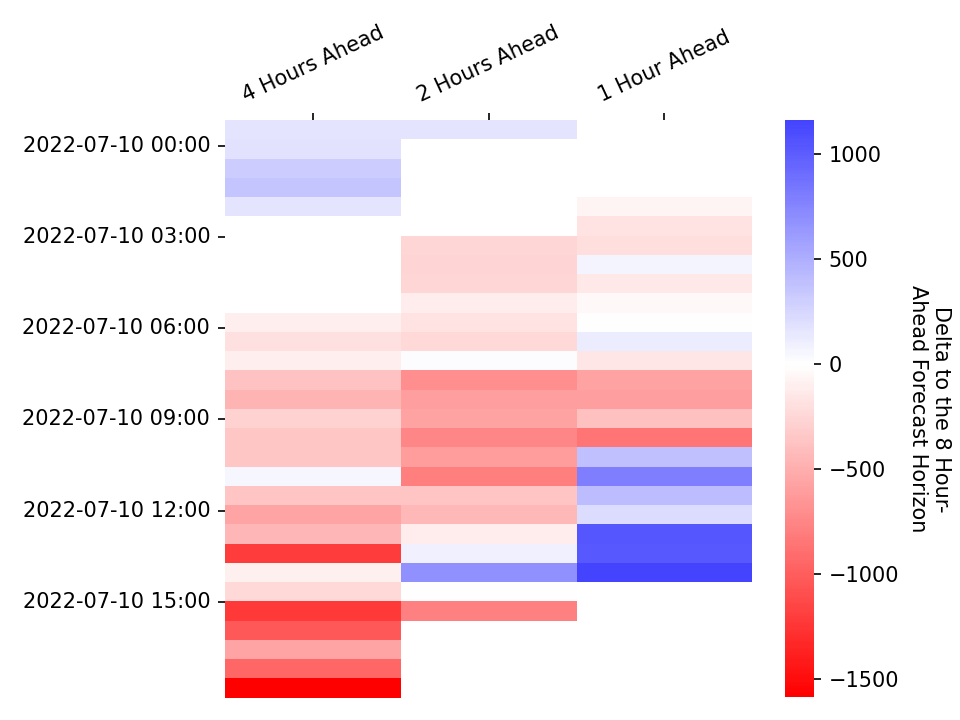 4 Hours Ahead
2 Hours Ahead
1 Hour Ahead
2022-07-10 00:00
2022-07-10 03:00
2022-07-10 06:00
2022-07-10 09:00
2022-07-10 12:00
2022-07-10 15:00
1000
500
0
−500
−1000
−1500
Delta to the 8 Hour-
Ahead Forecast Horizon